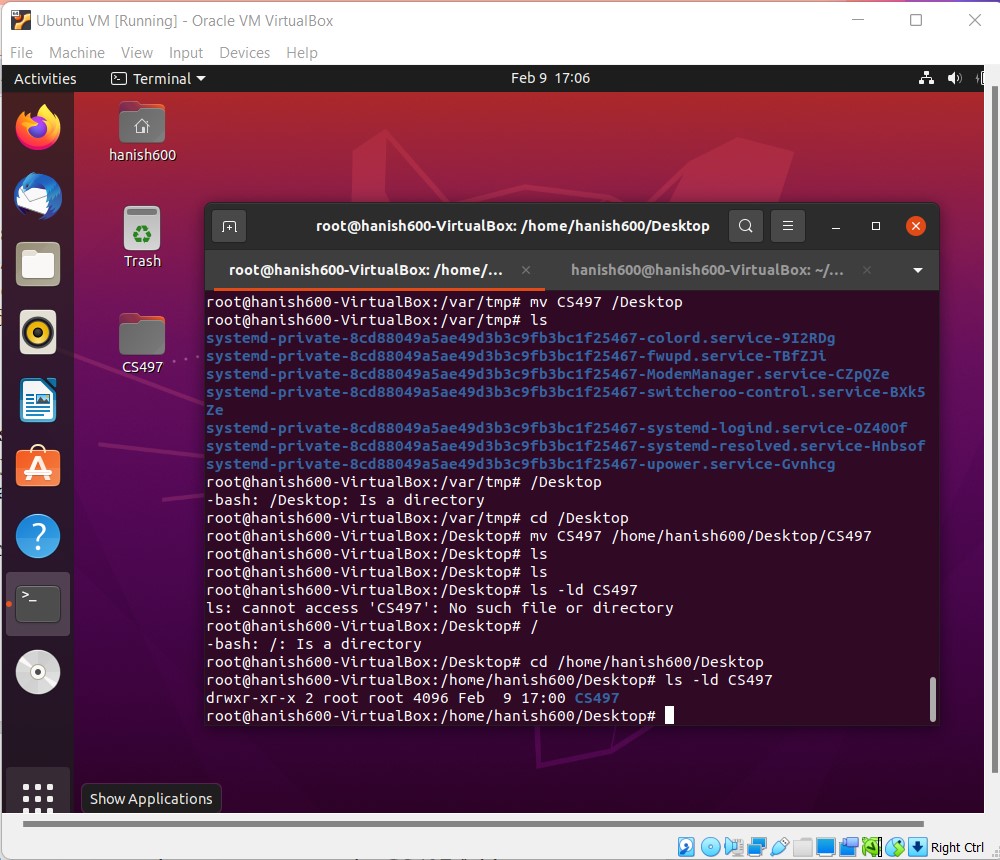 Ubuntu VM [Running] - Oracle VM VirtualBox
File Machine View Input Devices Help
Activities Terminal Feb 9 17:06
hanish600
Trash
CS497
root@hanish600-VirtualBox: /home/hanish600/Desktop
root@hanish600-VirtualBox: /home/... hanish600@hanish600-VirtualBox: ~/...
root@hanish600-VirtualBox:/var/tmp# mv CS497 /Desktop
root@hanish600-VirtualBox:/var/tmp# ls
systemd-private-8cd88049a5ae49d3b3c9fb3bc1f25467-colord.service-9I2RDg
systemd-private-8cd88049a5ae49d3b3c9fb3bc1f25467-fwupd.service-TBfZJi
systemd-private-8cd88049a5ae49d3b3c9fb3bc1f25467-ModemManager.service-CZpQZe
systemd-private-8cd88049a5ae49d3b3c9fb3bc1f25467-switcheroo-control.service-BXk5
Ze
systemd-private-8cd88049a5ae49d3b3c9fb3bc1f25467-systemd-logind.service-OZ40Of
systemd-private-8cd88049a5ae49d3b3c9fb3bc1f25467-systemd-resolved.service-Hnbsof
systemd-private-8cd88049a5ae49d3b3c9fb3bc1f25467-upower.service-Gvnhcg
root@hanish600-VirtualBox:/var/tmp# /Desktop
-bash: /Desktop: Is a directory
root@hanish600-VirtualBox:/var/tmp# cd /Desktop
root@hanish600-VirtualBox:/Desktop# mv CS497 /home/hanish600/Desktop/CS497
root@hanish600-VirtualBox:/Desktop# ls
root@hanish600-VirtualBox:/Desktop# ls
root@hanish600-VirtualBox:/Desktop# ls -ld CS497
ls: cannot access 'CS497': No such file or directory
root@hanish600-VirtualBox:/Desktop# /
-bash: /: Is a directory
root@hanish600-VirtualBox:/Desktop# cd /home/hanish600/Desktop
root@hanish600-VirtualBox:/home/hanish600/Desktop# ls -ld CS497
drwxr-xr-x 2 root root 4096 Feb  9 17:00 CS497
root@hanish600-VirtualBox:/home/hanish600/Desktop#
Show Applications
Right Ctrl